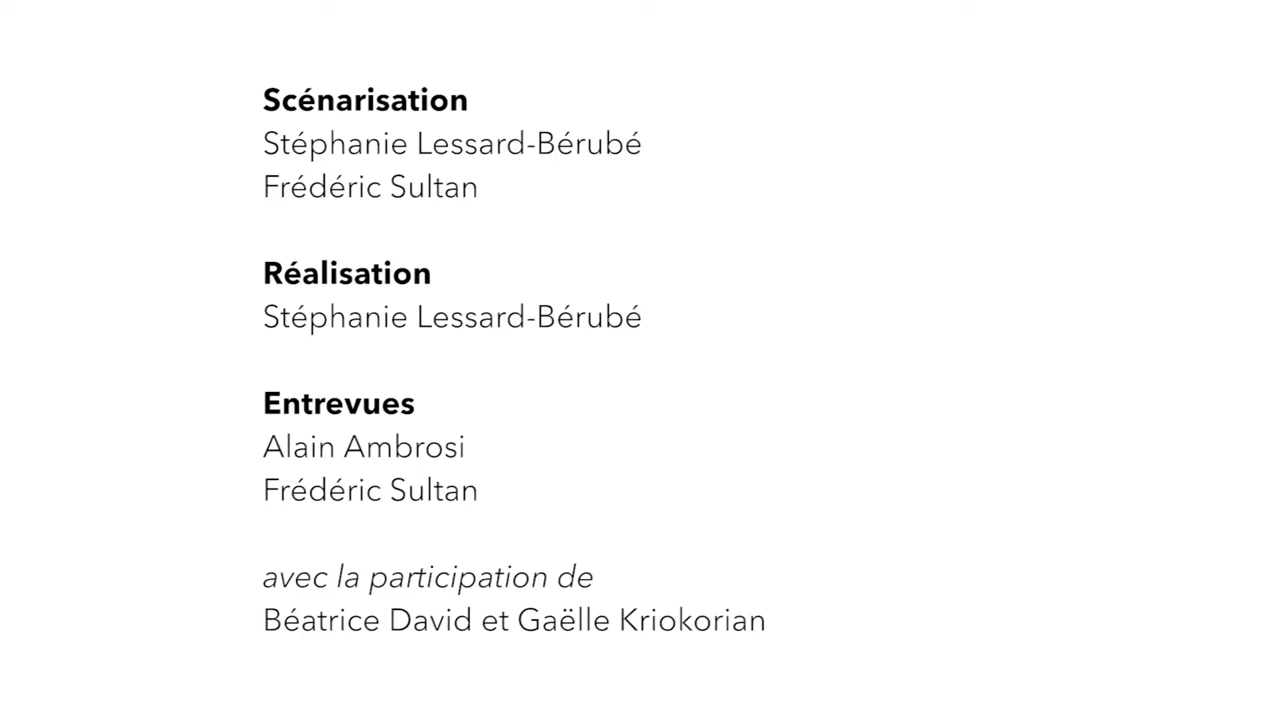 Scénarisation
Stéphanie Lessard-Bérubé
Frédéric Sultan
Réalisation
Stéphanie Lessard-Bérubé
Entrevues
Alain Ambrosi
Frédéric Sultan
avec la participation de
Béatrice David et Gaëlle Kriokorian